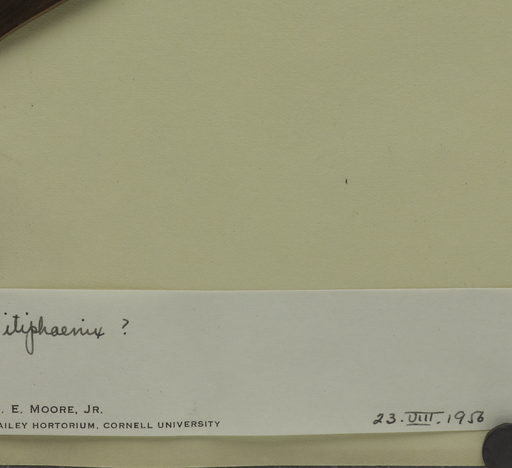 itiphaenix ?
. E. MOORE, JR.
AILEY HORTORIUM, CORNELL UNIVERSITY
23.VIII.1956